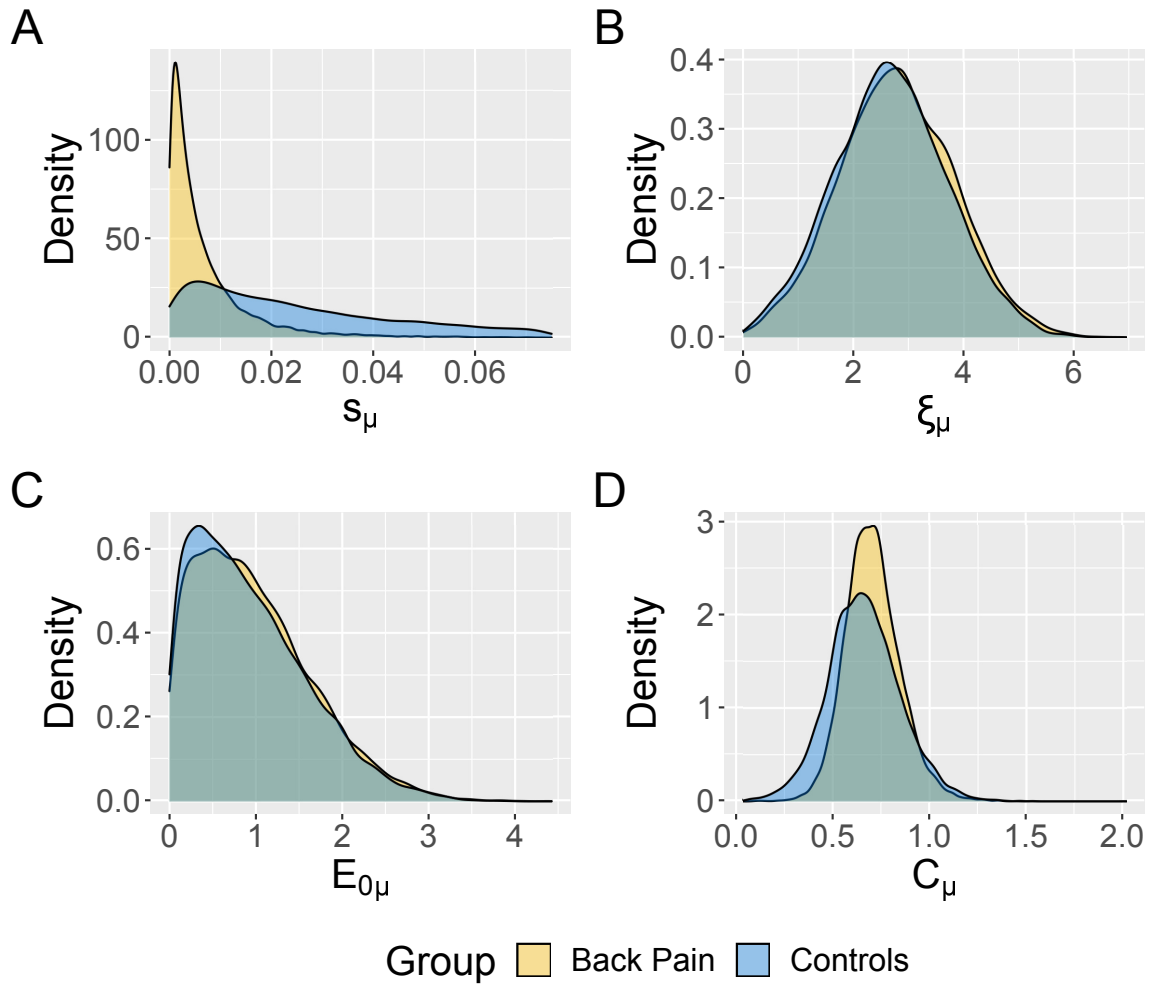 A
Density
100
50
0
0.00 0.02 0.04 0.06
sμ
B
Density
0.4
0.3
0.2
0.1
0.0
0 2 4 6
ξμ
C
Density
0.6
0.4
0.2
0.0
0 1 2 3 4
E0μ
D
Density
3
2
1
0
0.0 0.5 1.0 1.5 2.0
Cμ
Group Back Pain Controls